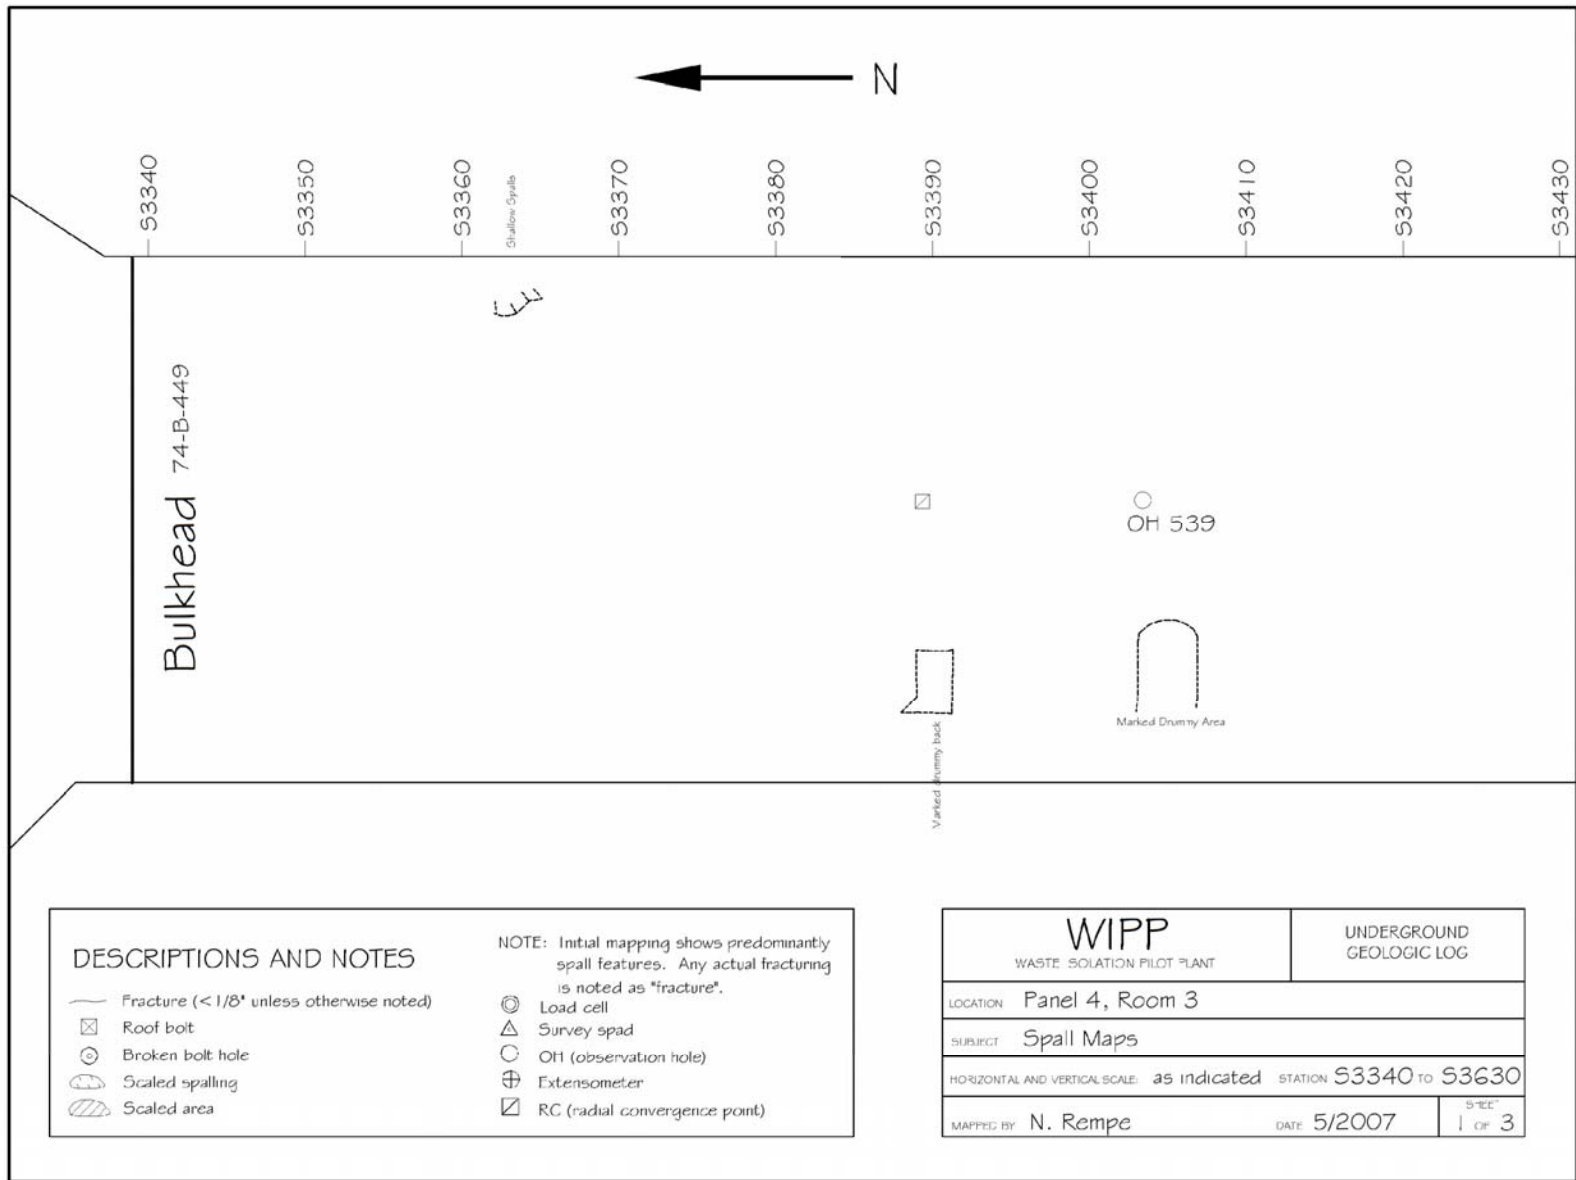 N
S3340
S3350
S3360
Shallow Spalls
S3370
S3380
S3390
S3400
S3410
S3420
S3430
Bulkhead 74-B-449
OH 539
Marked drummy back
Marked Drummy Area
DESCRIPTIONS AND NOTES
Fracture (<1/8" unless otherwise noted)
Roof bolt
Broken bolt hole
Scaled spalling
Scaled area
NOTE: Initial mapping shows predominantly
spall features. Any actual fracturing
is noted as "fracture".
Load cell
Survey spad
OH (observation hole)
Extensometer
RC (radial convergence point)
WIPP
WASTE ISOLATION PILOT PLANT
UNDERGROUND
GEOLOGIC LOG
LOCATION Panel 4, Room 3
SUBJECT Spall Maps
HORIZONTAL AND VERTICAL SCALE: as indicated STATION S3340 TO S3630
MAPPED BY N. Rempe DATE 5/2007
SHEET
1 OF 3